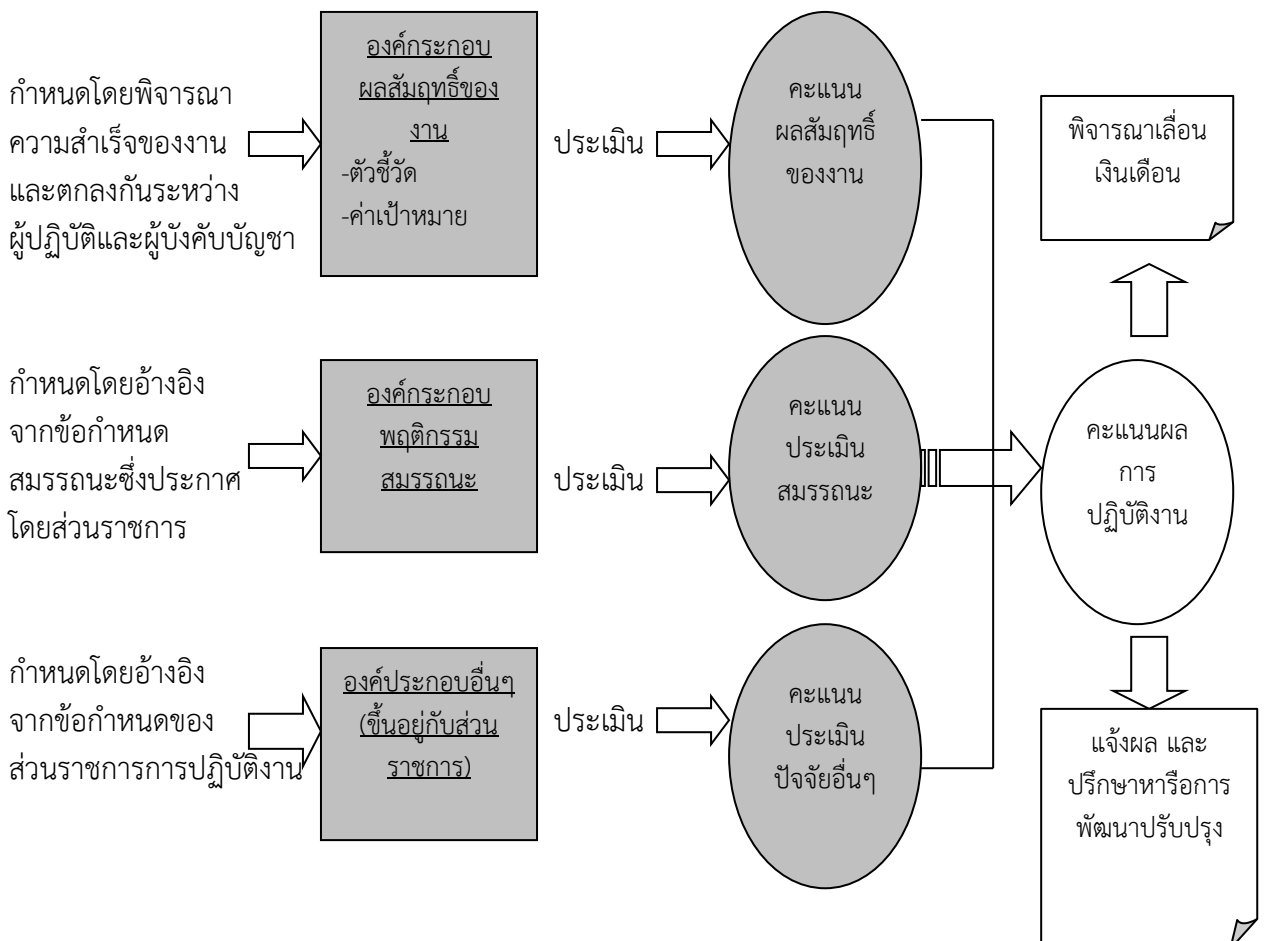 กำหนดโดยพิจารณา
ความสำเร็จของงาน
และตกลงกันระหว่าง
ผู้ปฏิบัติและผู้บังคับบัญชา
องค์กระกอบ
ผลสัมฤทธิ์ของ
งาน
-ตัวชี้วัด
-ค่าเป้าหมาย
ประเมิน
คะแนน
ผลสัมฤทธิ์
ของงาน
พิจารณาเลื่อน
เงินเดือน
กำหนดโดยอ้างอิง
จากข้อกำหนด
สมรรถนะซึ่งประกาศ
โดยส่วนราชการ
องค์กระกอบ
พฤติกรรม
สมรรถนะ
ประเมิน
คะแนน
ประเมิน
สมรรถนะ
คะแนนผล
การ
ปฏิบัติงาน
กำหนดโดยอ้างอิง
จากข้อกำหนดของ
ส่วนราชการการปฏิบัติงาน
องค์ประกอบอื่นๆ
(ขึ้นอยู่กับส่วน
ราชการ)
ประเมิน
คะแนน
ประเมิน
ปัจจัยอื่นๆ
แจ้งผล และ
ปรึกษาหารือการ
พัฒนาปรับปรุง